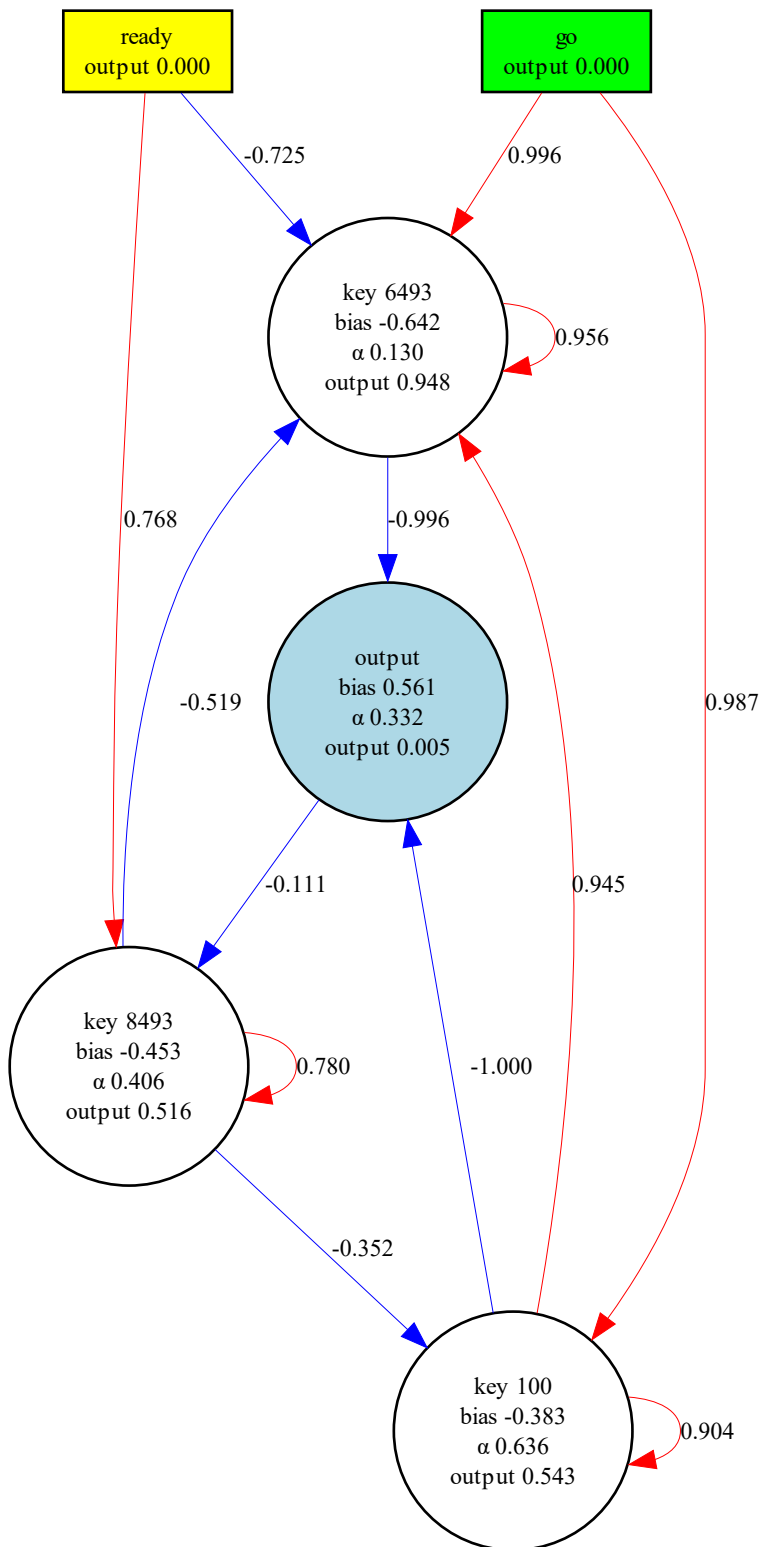 ready
output 0.000
go
output 0.000
-0.725
0.996
key 6493
bias -0.642
α 0.130
output 0.948
0.956
0.768
-0.996
-0.519
output
bias 0.561
α 0.332
output 0.005
0.987
-0.111
0.945
key 8493
bias -0.453
α 0.406
output 0.516
0.780
-1.000
-0.352
key 100
bias -0.383
α 0.636
output 0.543
0.904